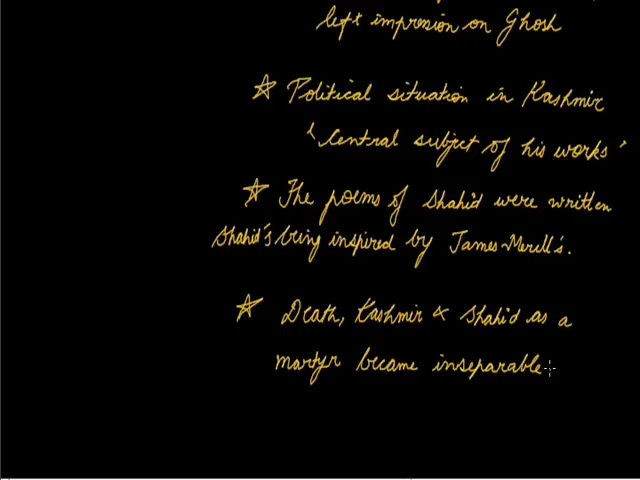 left impression on Ghosh
☆ Political situation in Kashmir
'Central subject of his works'
☆ The poems of Shahid were written
Shahid's being inspired by James Merill's.
☆ Death, Kashmir & Shahid as a
martyr became inseparable